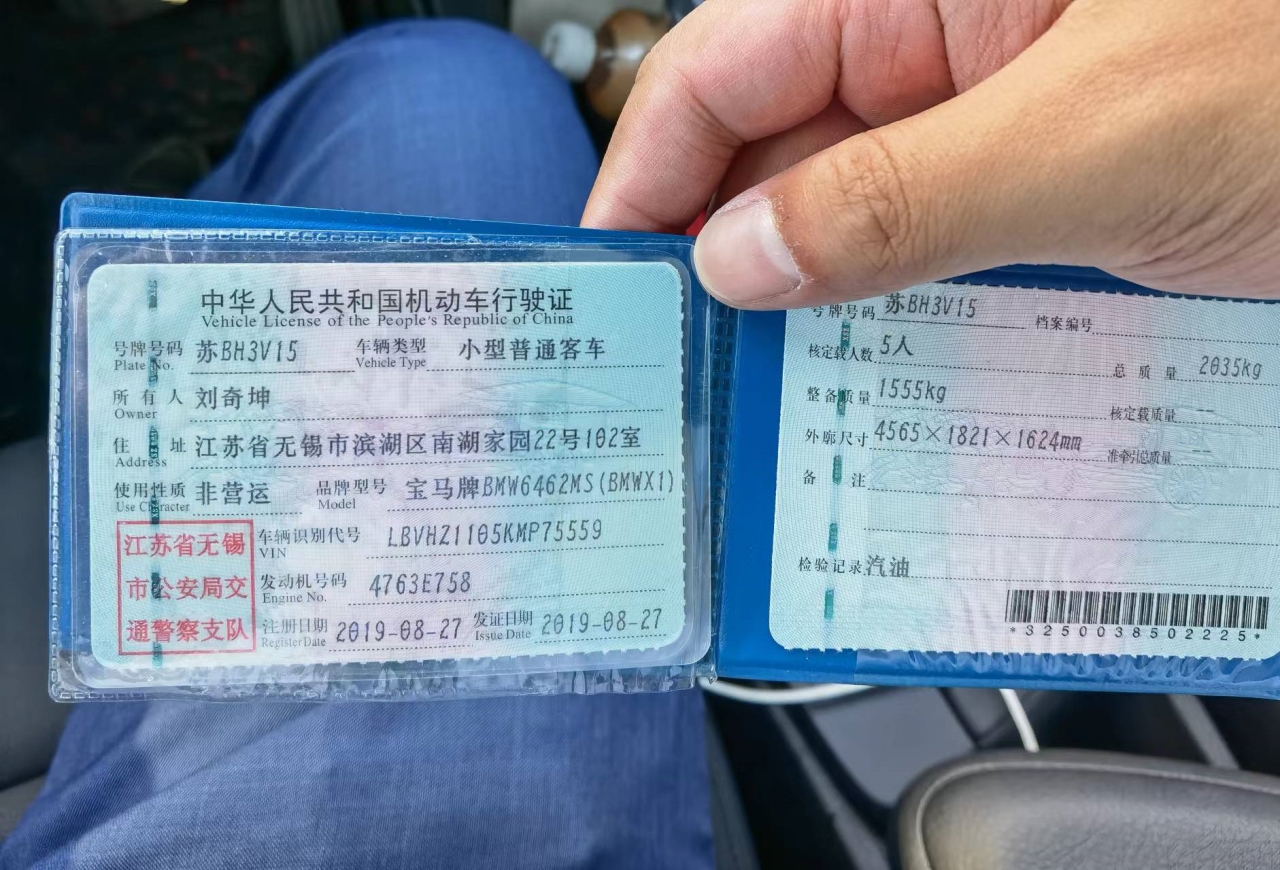 中华人民共和国机动车行驶证
Vehicle License of the People's Republic of China
号牌号码 苏BH3V15 车辆类型 小型普通客车
Plate No. Vehicle Type
所有人 刘奇坤
Owner
住址 江苏省无锡市滨湖区南湖家园22号102室
Address
使用性质 非营运 品牌型号 宝马牌BMW6462MS(BMWX1)
Use Character Model
江苏省无锡
市公安局交
通警察支队
车辆识别代号 LBVHZ1105KMP75559
VIN
发动机号码 4763E758
Engine No.
注册日期 2019-08-27 发证日期 2019-08-27
Register Date Issue Date
号牌号码 苏BH3V15 档案编号
核定载人数 5人 总质量 2035kg
整备质量 1555kg 核定载质量 --
外廓尺寸 4565×1821×1624mm 准牵引总质量 --
备注
检验记录 汽油
*3250038502225*